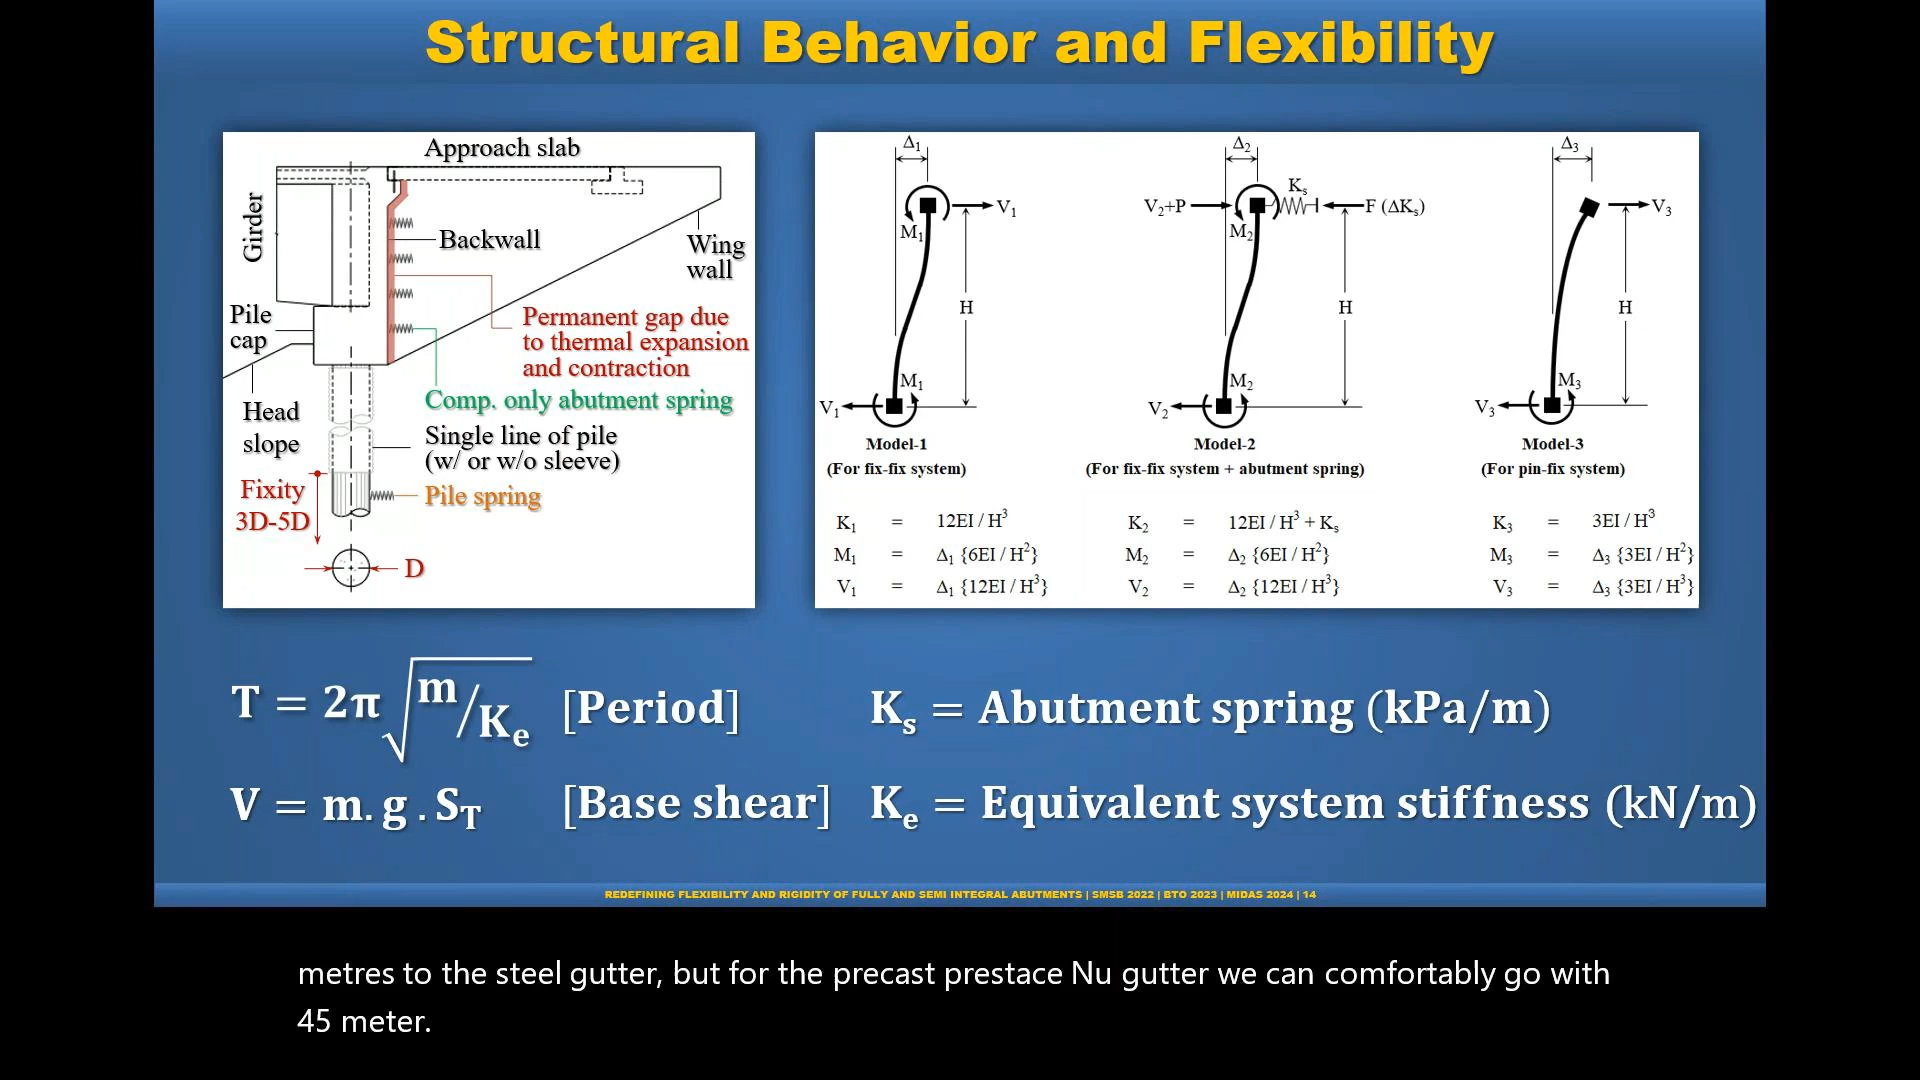 Structural Behavior and Flexibility
Approach slab
Girder
Backwall
Wing
wall
Pile
cap
Permanent gap due
to thermal expansion
and contraction
Comp. only abutment spring
Head
slope
Single line of pile
(w/ or w/o sleeve)
Fixity
3D-5D
Pile spring
D
Δ₁
V₁
M₁
H
M₁
V₁
Model-1
(For fix-fix system)
K₁ = 12EI / H³
M₁ = Δ₁ {6EI / H²}
V₁ = Δ₁ {12EI / H³}
Δ₂
Kₛ
V₂+P
F (ΔKₛ)
M₂
H
M₂
V₂
Model-2
(For fix-fix system + abutment spring)
K₂ = 12EI / H³ + Kₛ
M₂ = Δ₂ {6EI / H²}
V₂ = Δ₂ {12EI / H³}
Δ₃
V₃
H
M₃
V₃
Model-3
(For pin-fix system)
K₃ = 3EI / H³
M₃ = Δ₃ {3EI / H²}
V₃ = Δ₃ {3EI / H³}
T = 2π √m/Kₑ [Period]
Kₛ = Abutment spring (kPa/m)
V = m. g . S_T [Base shear]
Kₑ = Equivalent system stiffness (kN/m)
REDEFINING FLEXIBILITY AND RIGIDITY OF FULLY AND SEMI INTEGRAL ABUTMENTS | SMSB 2022 | BTO 2023 | MIDAS 2024 | 14
metres to the steel gutter, but for the precast prestace Nu gutter we can comfortably go with
45 meter.